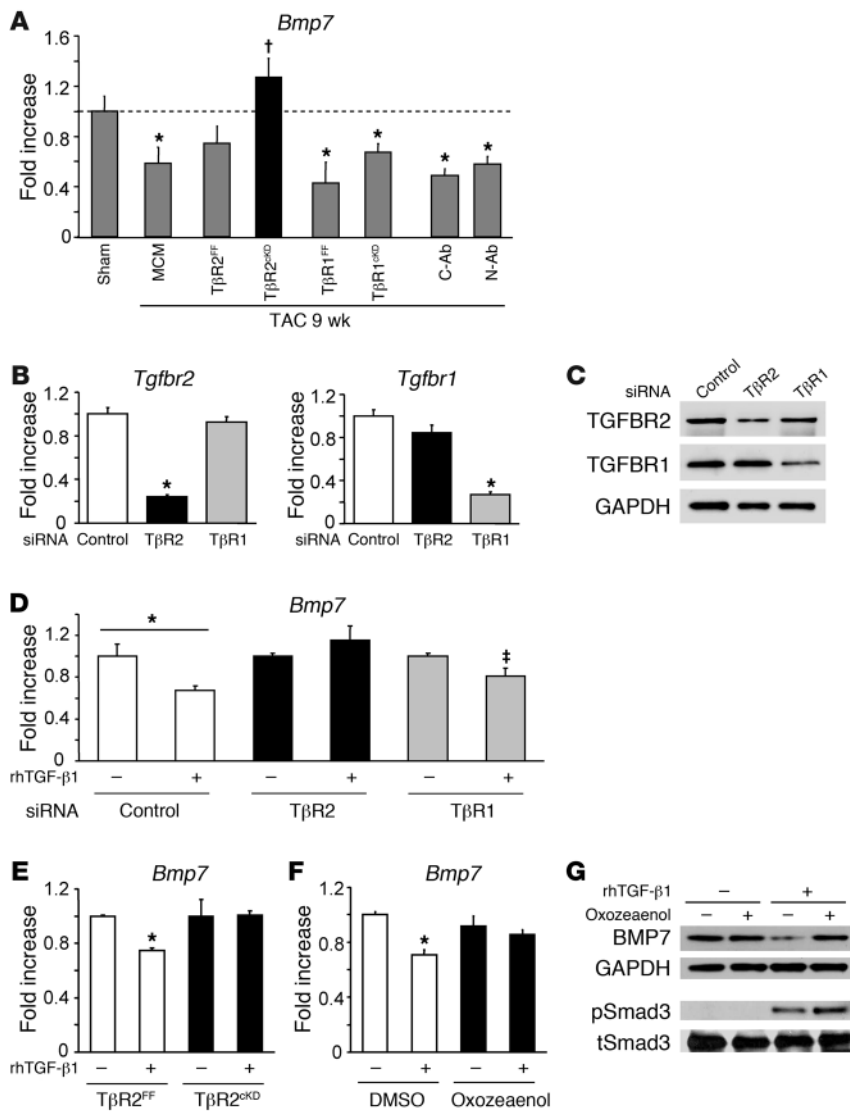 A
Bmp7
Fold increase
1.6
1.2
0.8
0.4
0
*
†
*
*
*
*
Sham
MCM
TβR2FF
TβR2cKD
TβR1FF
TβR1cKD
C-Ab
N-Ab
TAC 9 wk
B
Tgfbr2
Fold increase
1.2
0.8
0.4
0
*
siRNA Control TβR2 TβR1
Tgfbr1
Fold increase
1.2
0.8
0.4
0
*
siRNA Control TβR2 TβR1
C
siRNA Control TβR2 TβR1
TGFBR2
TGFBR1
GAPDH
D
Bmp7
Fold increase
1.2
0.8
0.4
0
*
‡
rhTGF-β1 – + – + – +
siRNA Control TβR2 TβR1
E
Bmp7
Fold increase
1.2
0.8
0.4
0
*
rhTGF-β1 – + – +
TβR2FF TβR2cKD
F
Bmp7
Fold increase
1.2
0.8
0.4
0
*
– + – +
DMSO Oxozeaenol
G
rhTGF-β1 – +
Oxozeaenol – + – +
BMP7
GAPDH
pSmad3
tSmad3